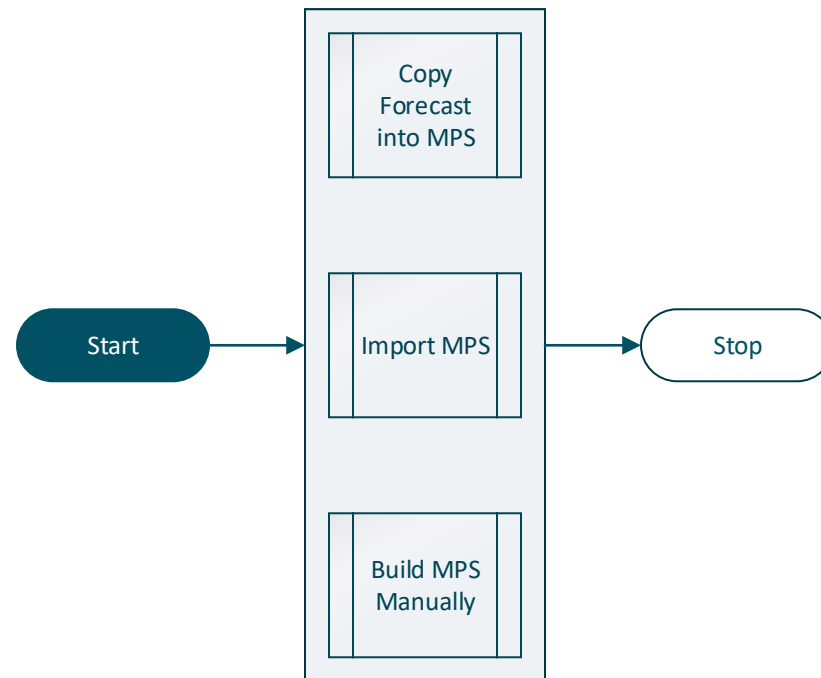 Copy
Forecast
into MPS
Start
Import MPS
Stop
Build MPS
Manually